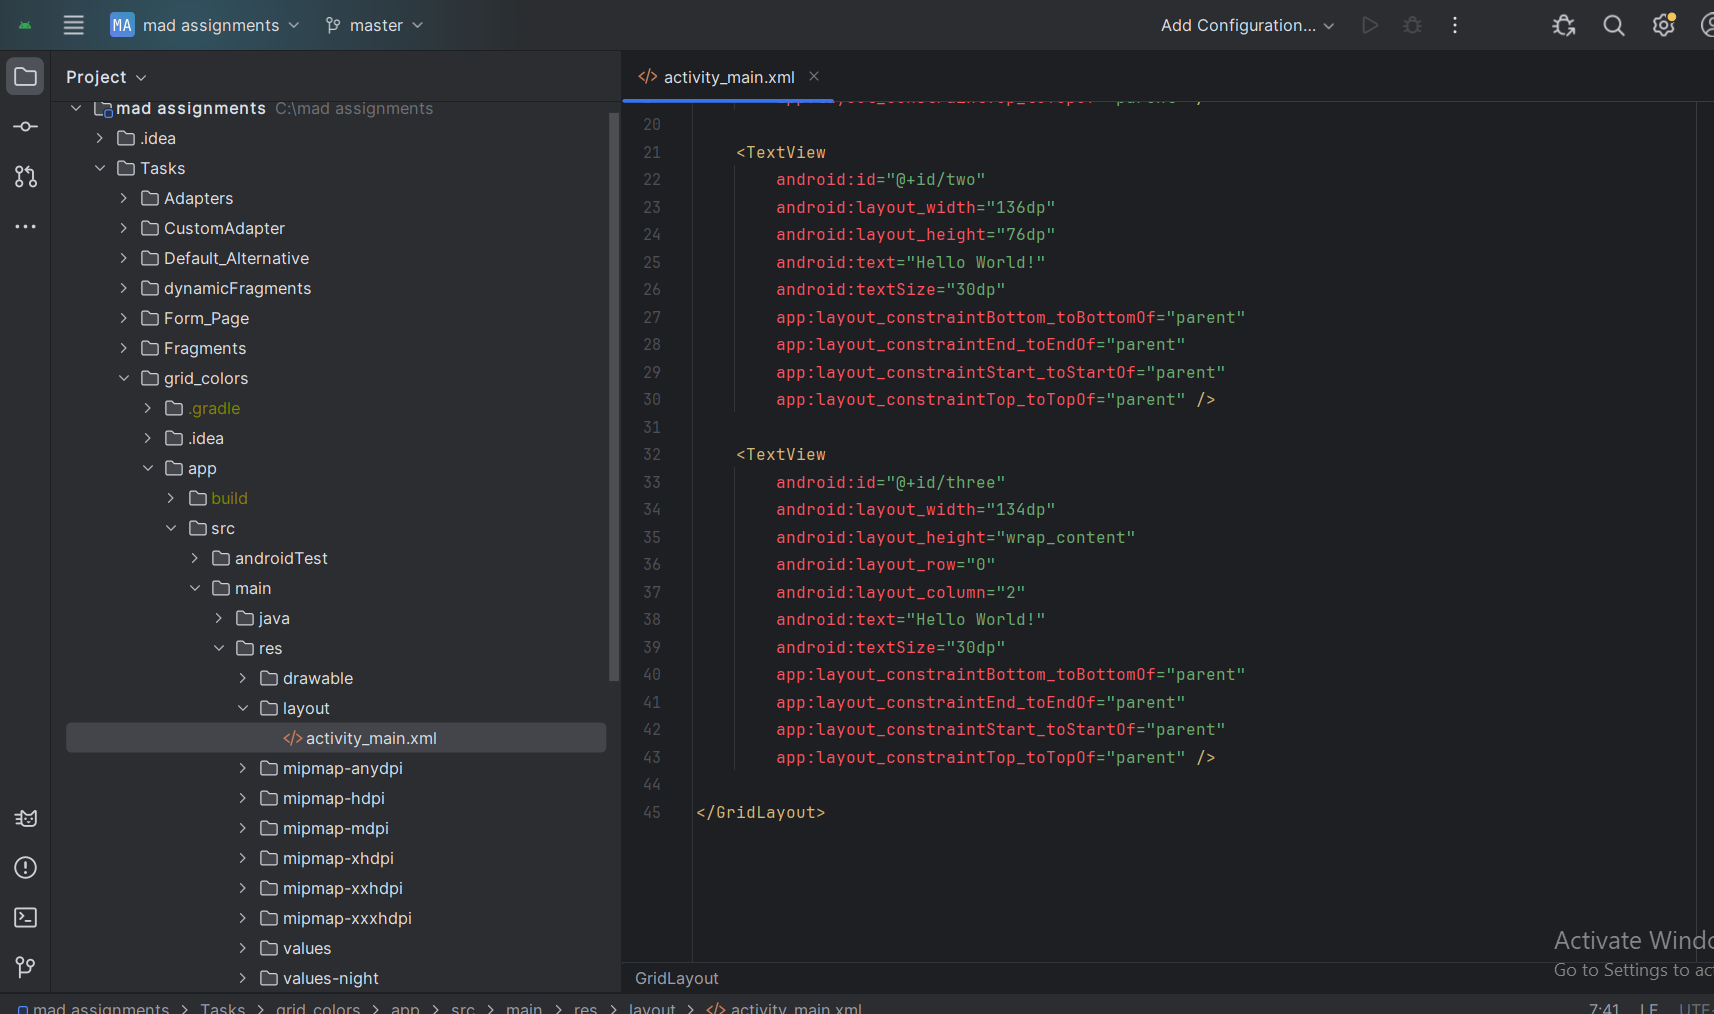 MA mad assignments master Add Configuration...
Project
activity_main.xml
mad assignments C:\mad assignments
.idea
Tasks
Adapters
CustomAdapter
Default_Alternative
dynamicFragments
Form_Page
Fragments
grid_colors
.gradle
.idea
app
build
src
androidTest
main
java
res
drawable
layout
</> activity_main.xml
mipmap-anydpi
mipmap-hdpi
mipmap-mdpi
mipmap-xhdpi
mipmap-xxhdpi
mipmap-xxxhdpi
values
values-night
20
21 <TextView
22 android:id="@+id/two"
23 android:layout_width="136dp"
24 android:layout_height="76dp"
25 android:text="Hello World!"
26 android:textSize="30dp"
27 app:layout_constraintBottom_toBottomOf="parent"
28 app:layout_constraintEnd_toEndOf="parent"
29 app:layout_constraintStart_toStartOf="parent"
30 app:layout_constraintTop_toTopOf="parent" />
31
32 <TextView
33 android:id="@+id/three"
34 android:layout_width="134dp"
35 android:layout_height="wrap_content"
36 android:layout_row="0"
37 android:layout_column="2"
38 android:text="Hello World!"
39 android:textSize="30dp"
40 app:layout_constraintBottom_toBottomOf="parent"
41 app:layout_constraintEnd_toEndOf="parent"
42 app:layout_constraintStart_toStartOf="parent"
43 app:layout_constraintTop_toTopOf="parent" />
44
45 </GridLayout>
Activate Windo
Go to Settings to ac
GridLayout
mad assignments > Tasks > grid_colors > app > src > main > res > layout > </> activity_main.xml 7:41 LF UTF-